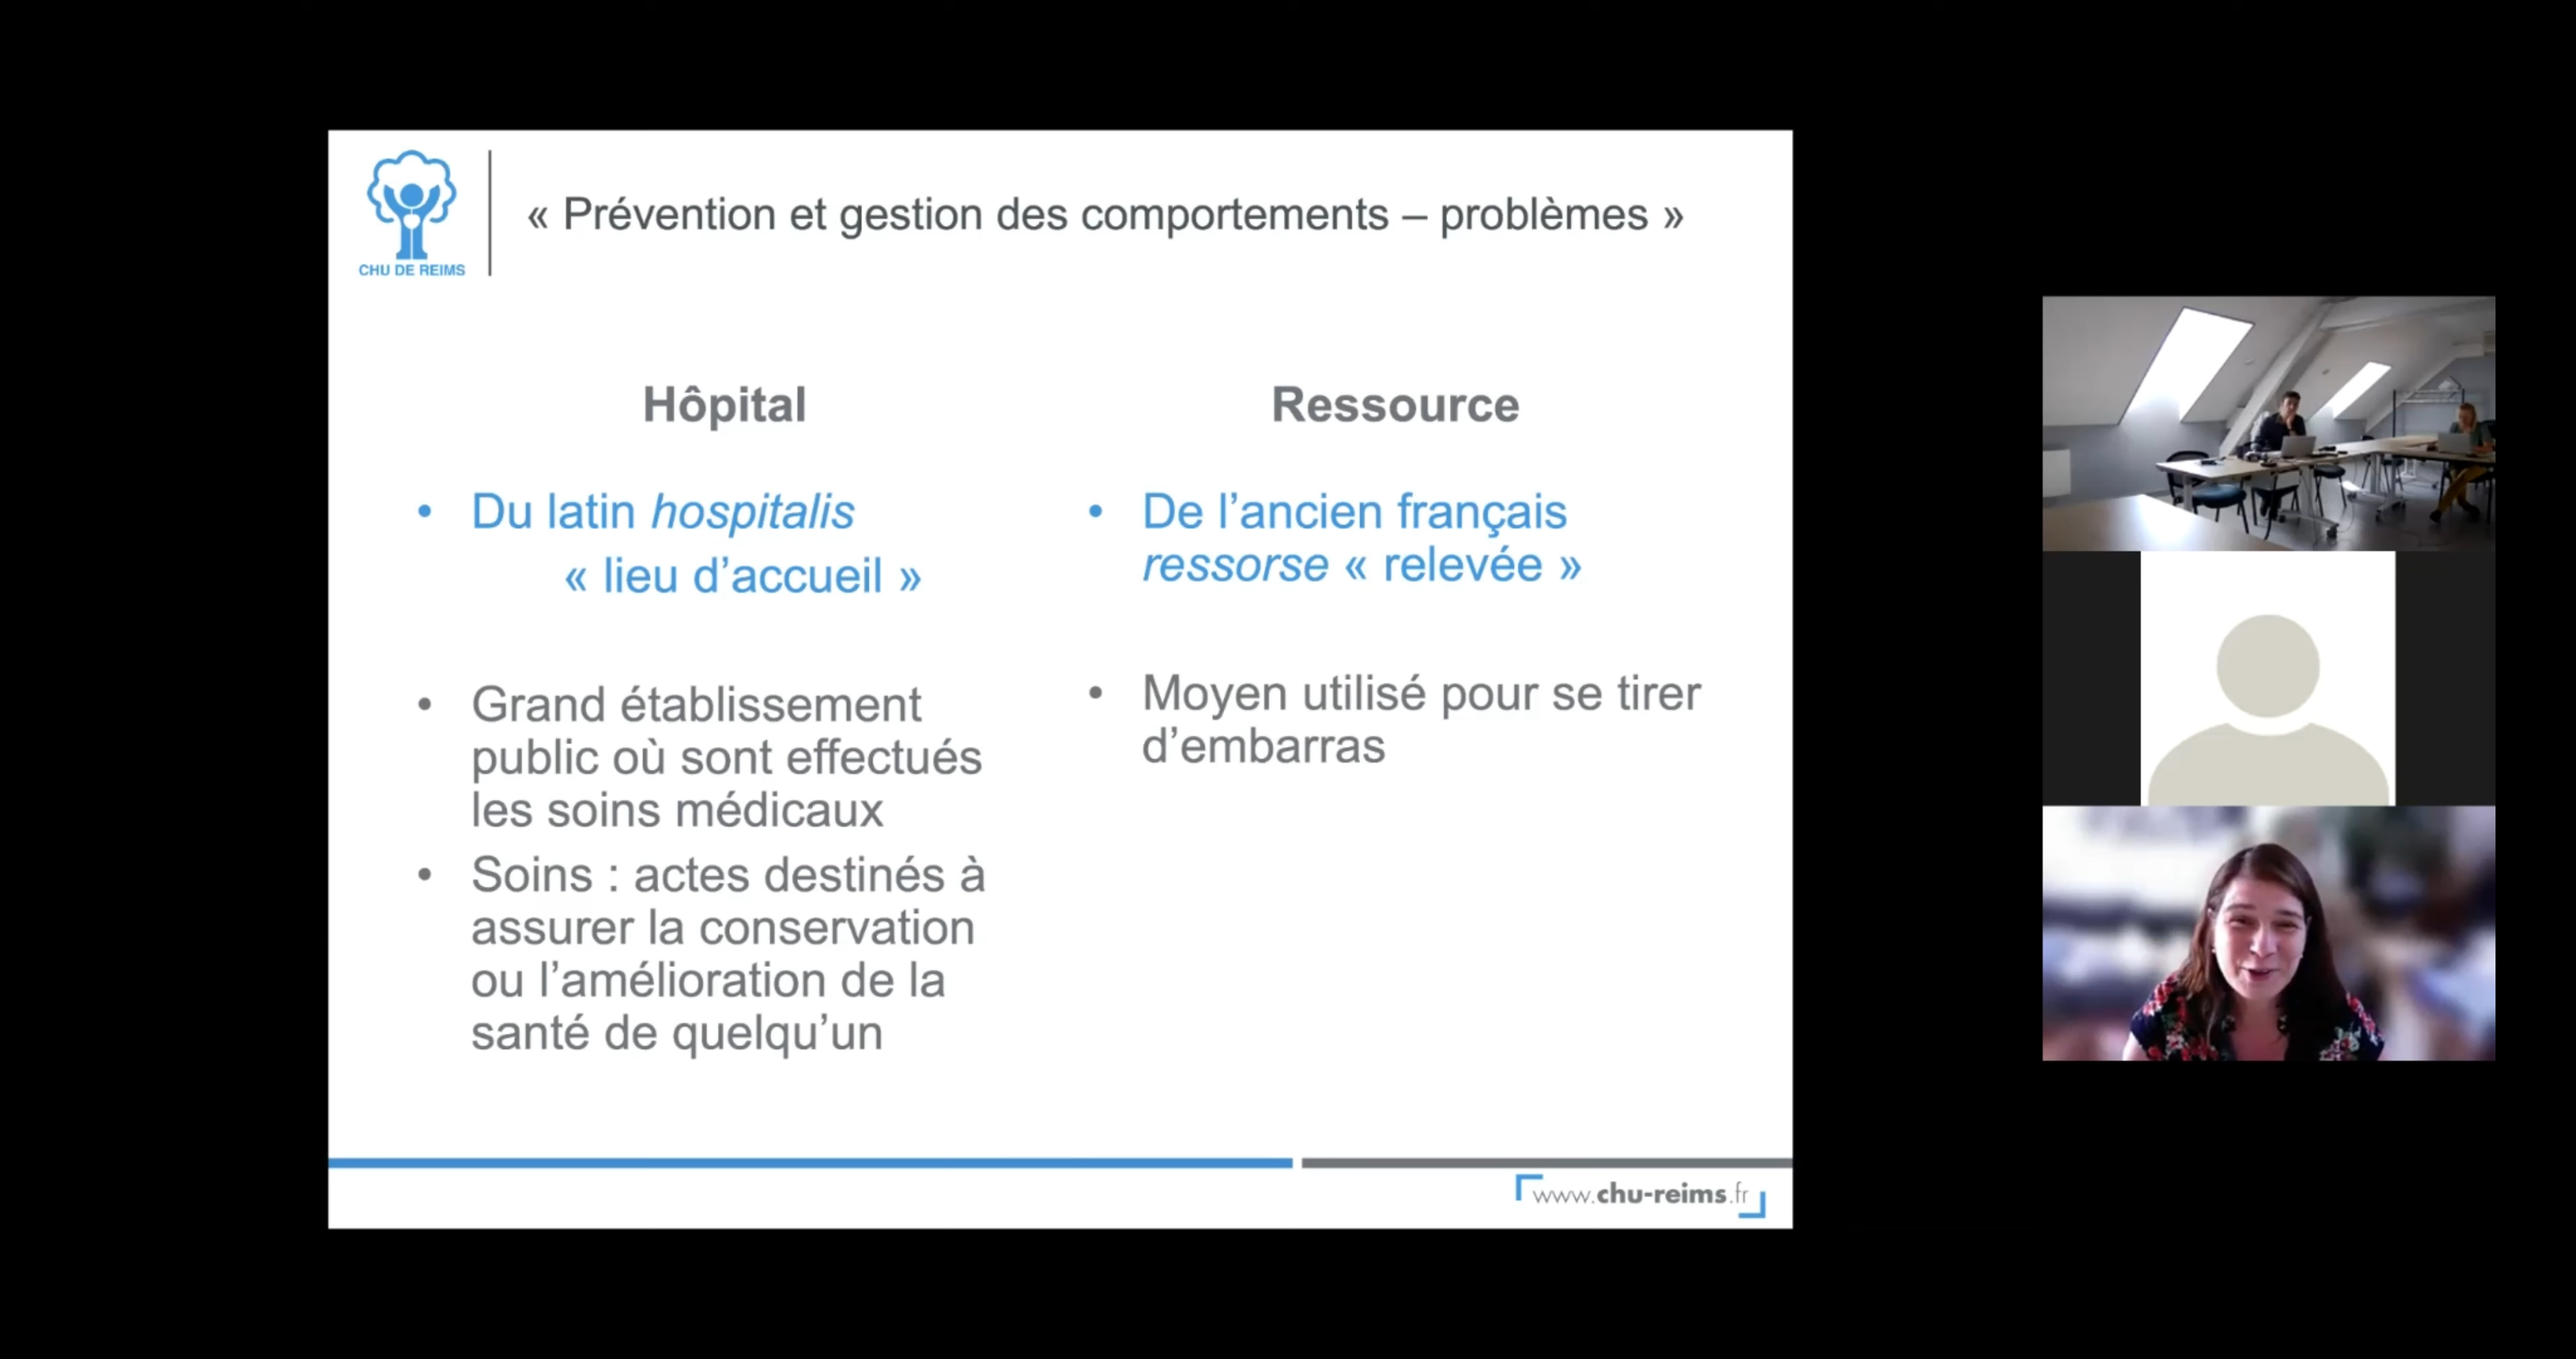 CHU DE REIMS
« Prévention et gestion des comportements – problèmes »
Hôpital
• Du latin hospitalis
« lieu d’accueil »
• Grand établissement
public où sont effectués
les soins médicaux
• Soins : actes destinés à
assurer la conservation
ou l’amélioration de la
santé de quelqu’un
Ressource
• De l’ancien français
ressorse « relevée »
• Moyen utilisé pour se tirer
d’embarras
www.chu-reims.fr